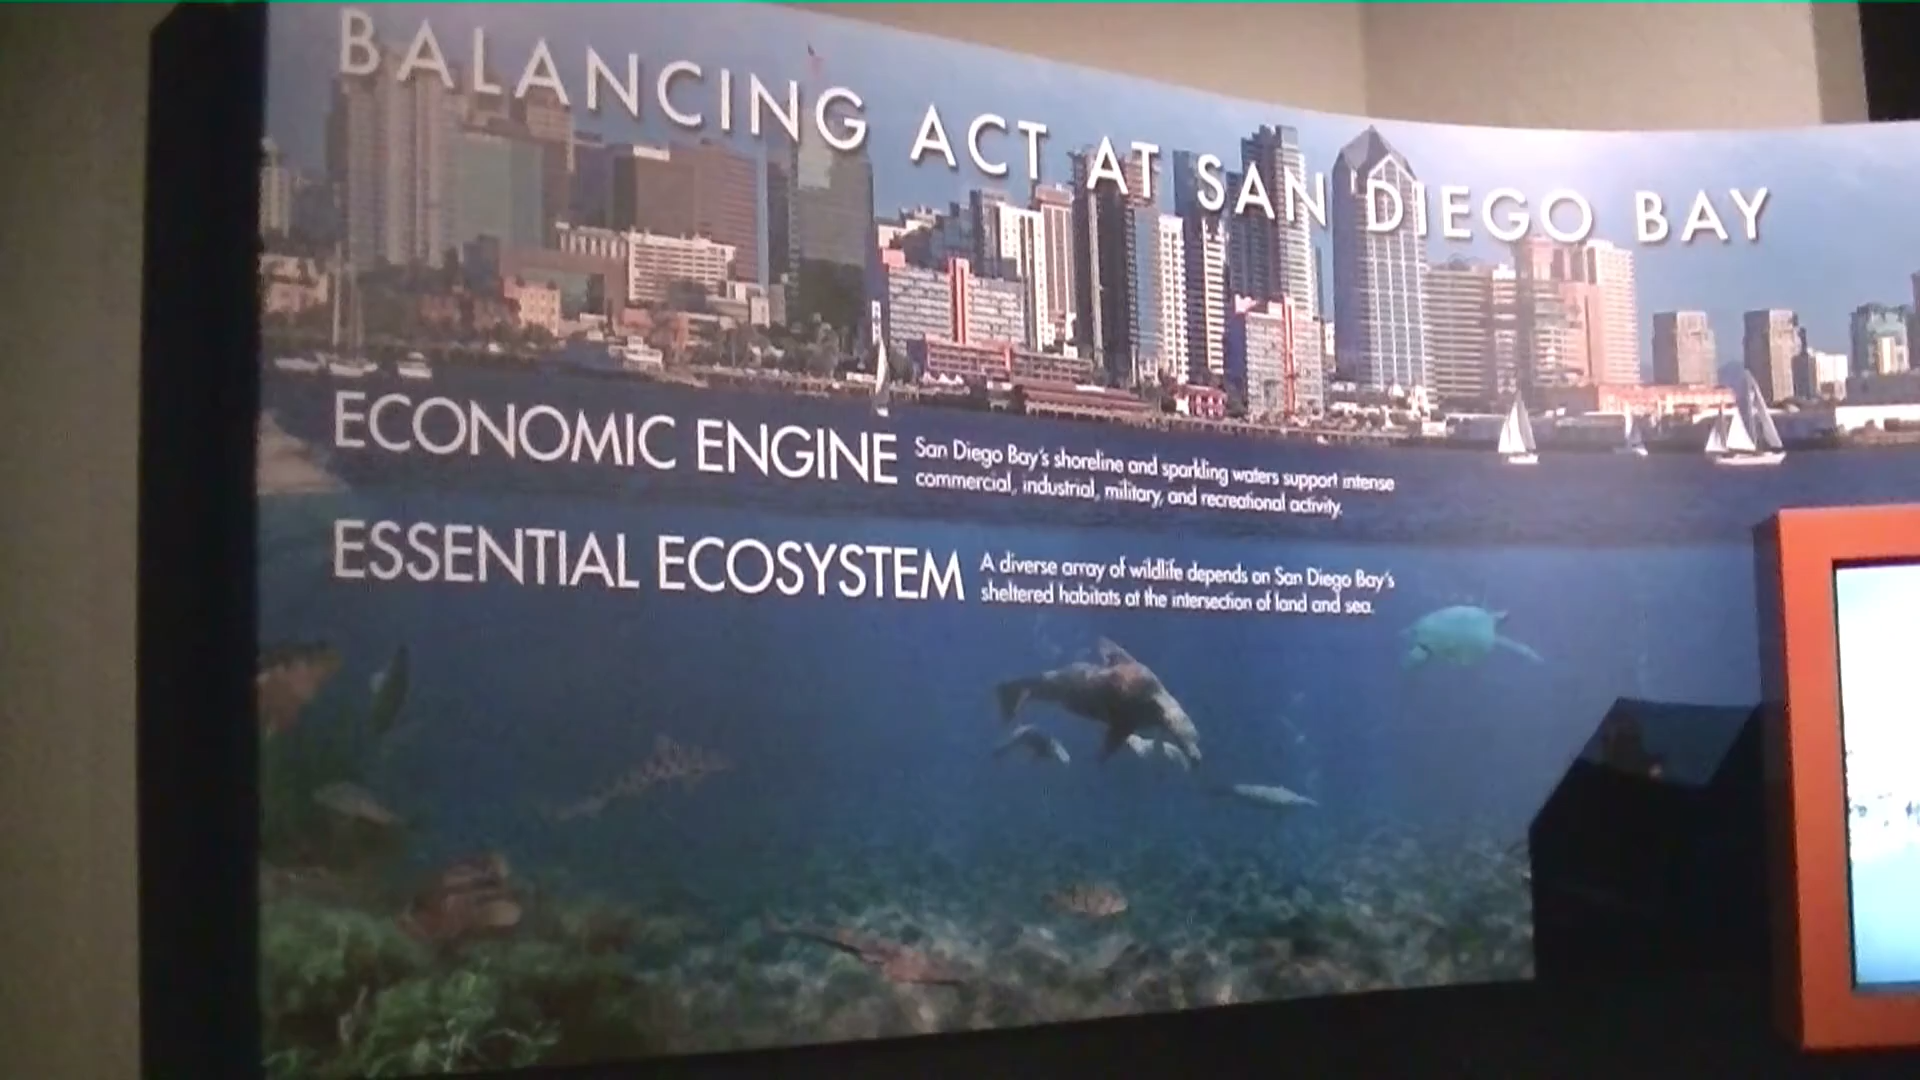 BALANCING ACT AT SAN DIEGO BAY
ECONOMIC ENGINE
San Diego Bay's shoreline and sparkling waters support intense
commercial, industrial, military, and recreational activity.
ESSENTIAL ECOSYSTEM
A diverse array of wildlife depends on San Diego Bay's
sheltered habitats at the intersection of land and sea.